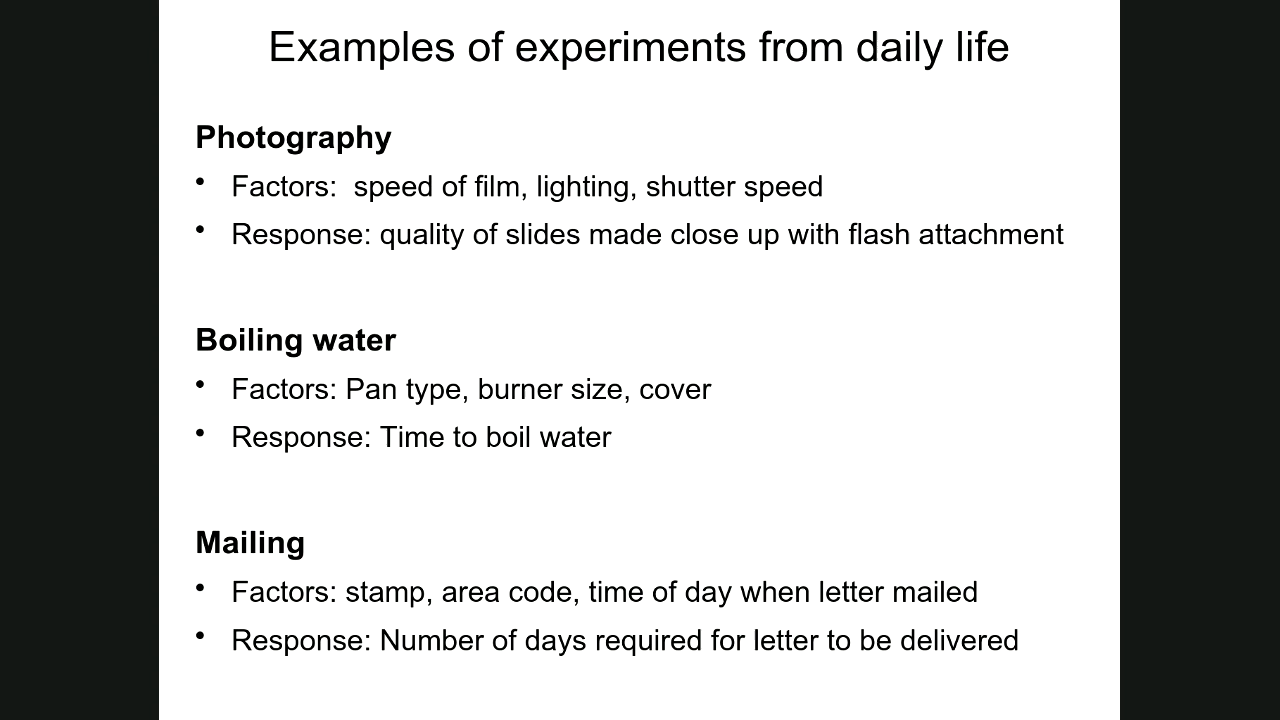 Examples of experiments from daily life
Photography
• Factors:  speed of film, lighting, shutter speed
• Response: quality of slides made close up with flash attachment
Boiling water
• Factors: Pan type, burner size, cover
• Response: Time to boil water
Mailing
• Factors: stamp, area code, time of day when letter mailed
• Response: Number of days required for letter to be delivered